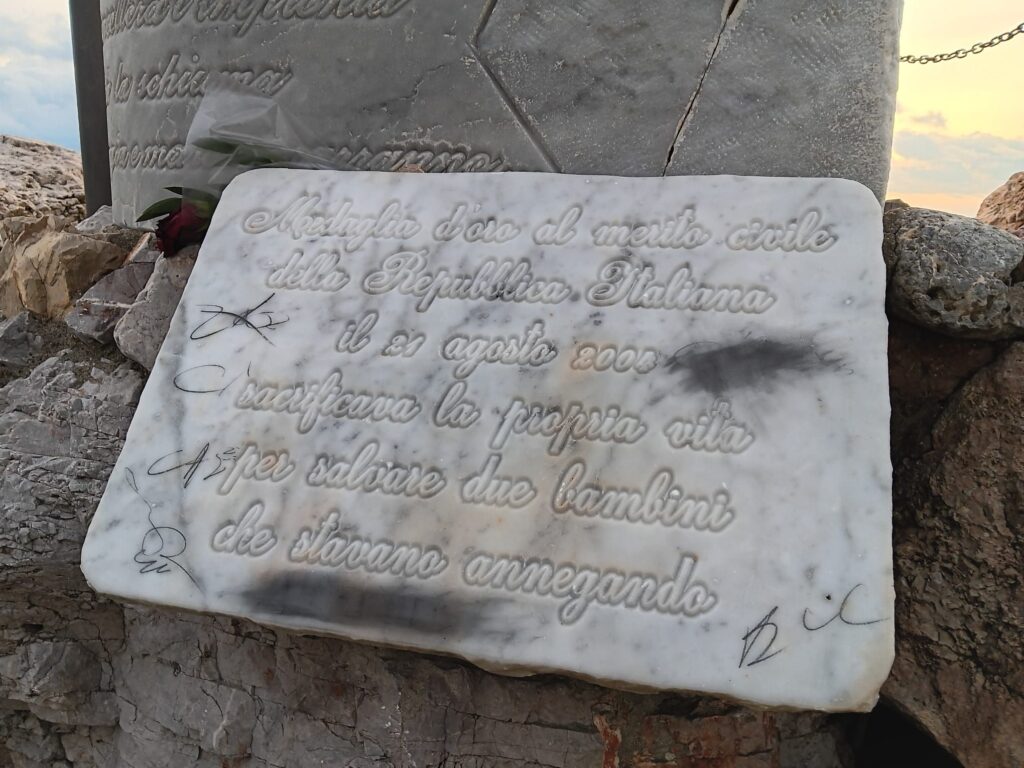 la schiuma
Medaglia d'oro al merito civile
della Repubblica Italiana
il 21 agosto 2004
sacrificava la propria vita
per salvare due bambini
che stavano annegando